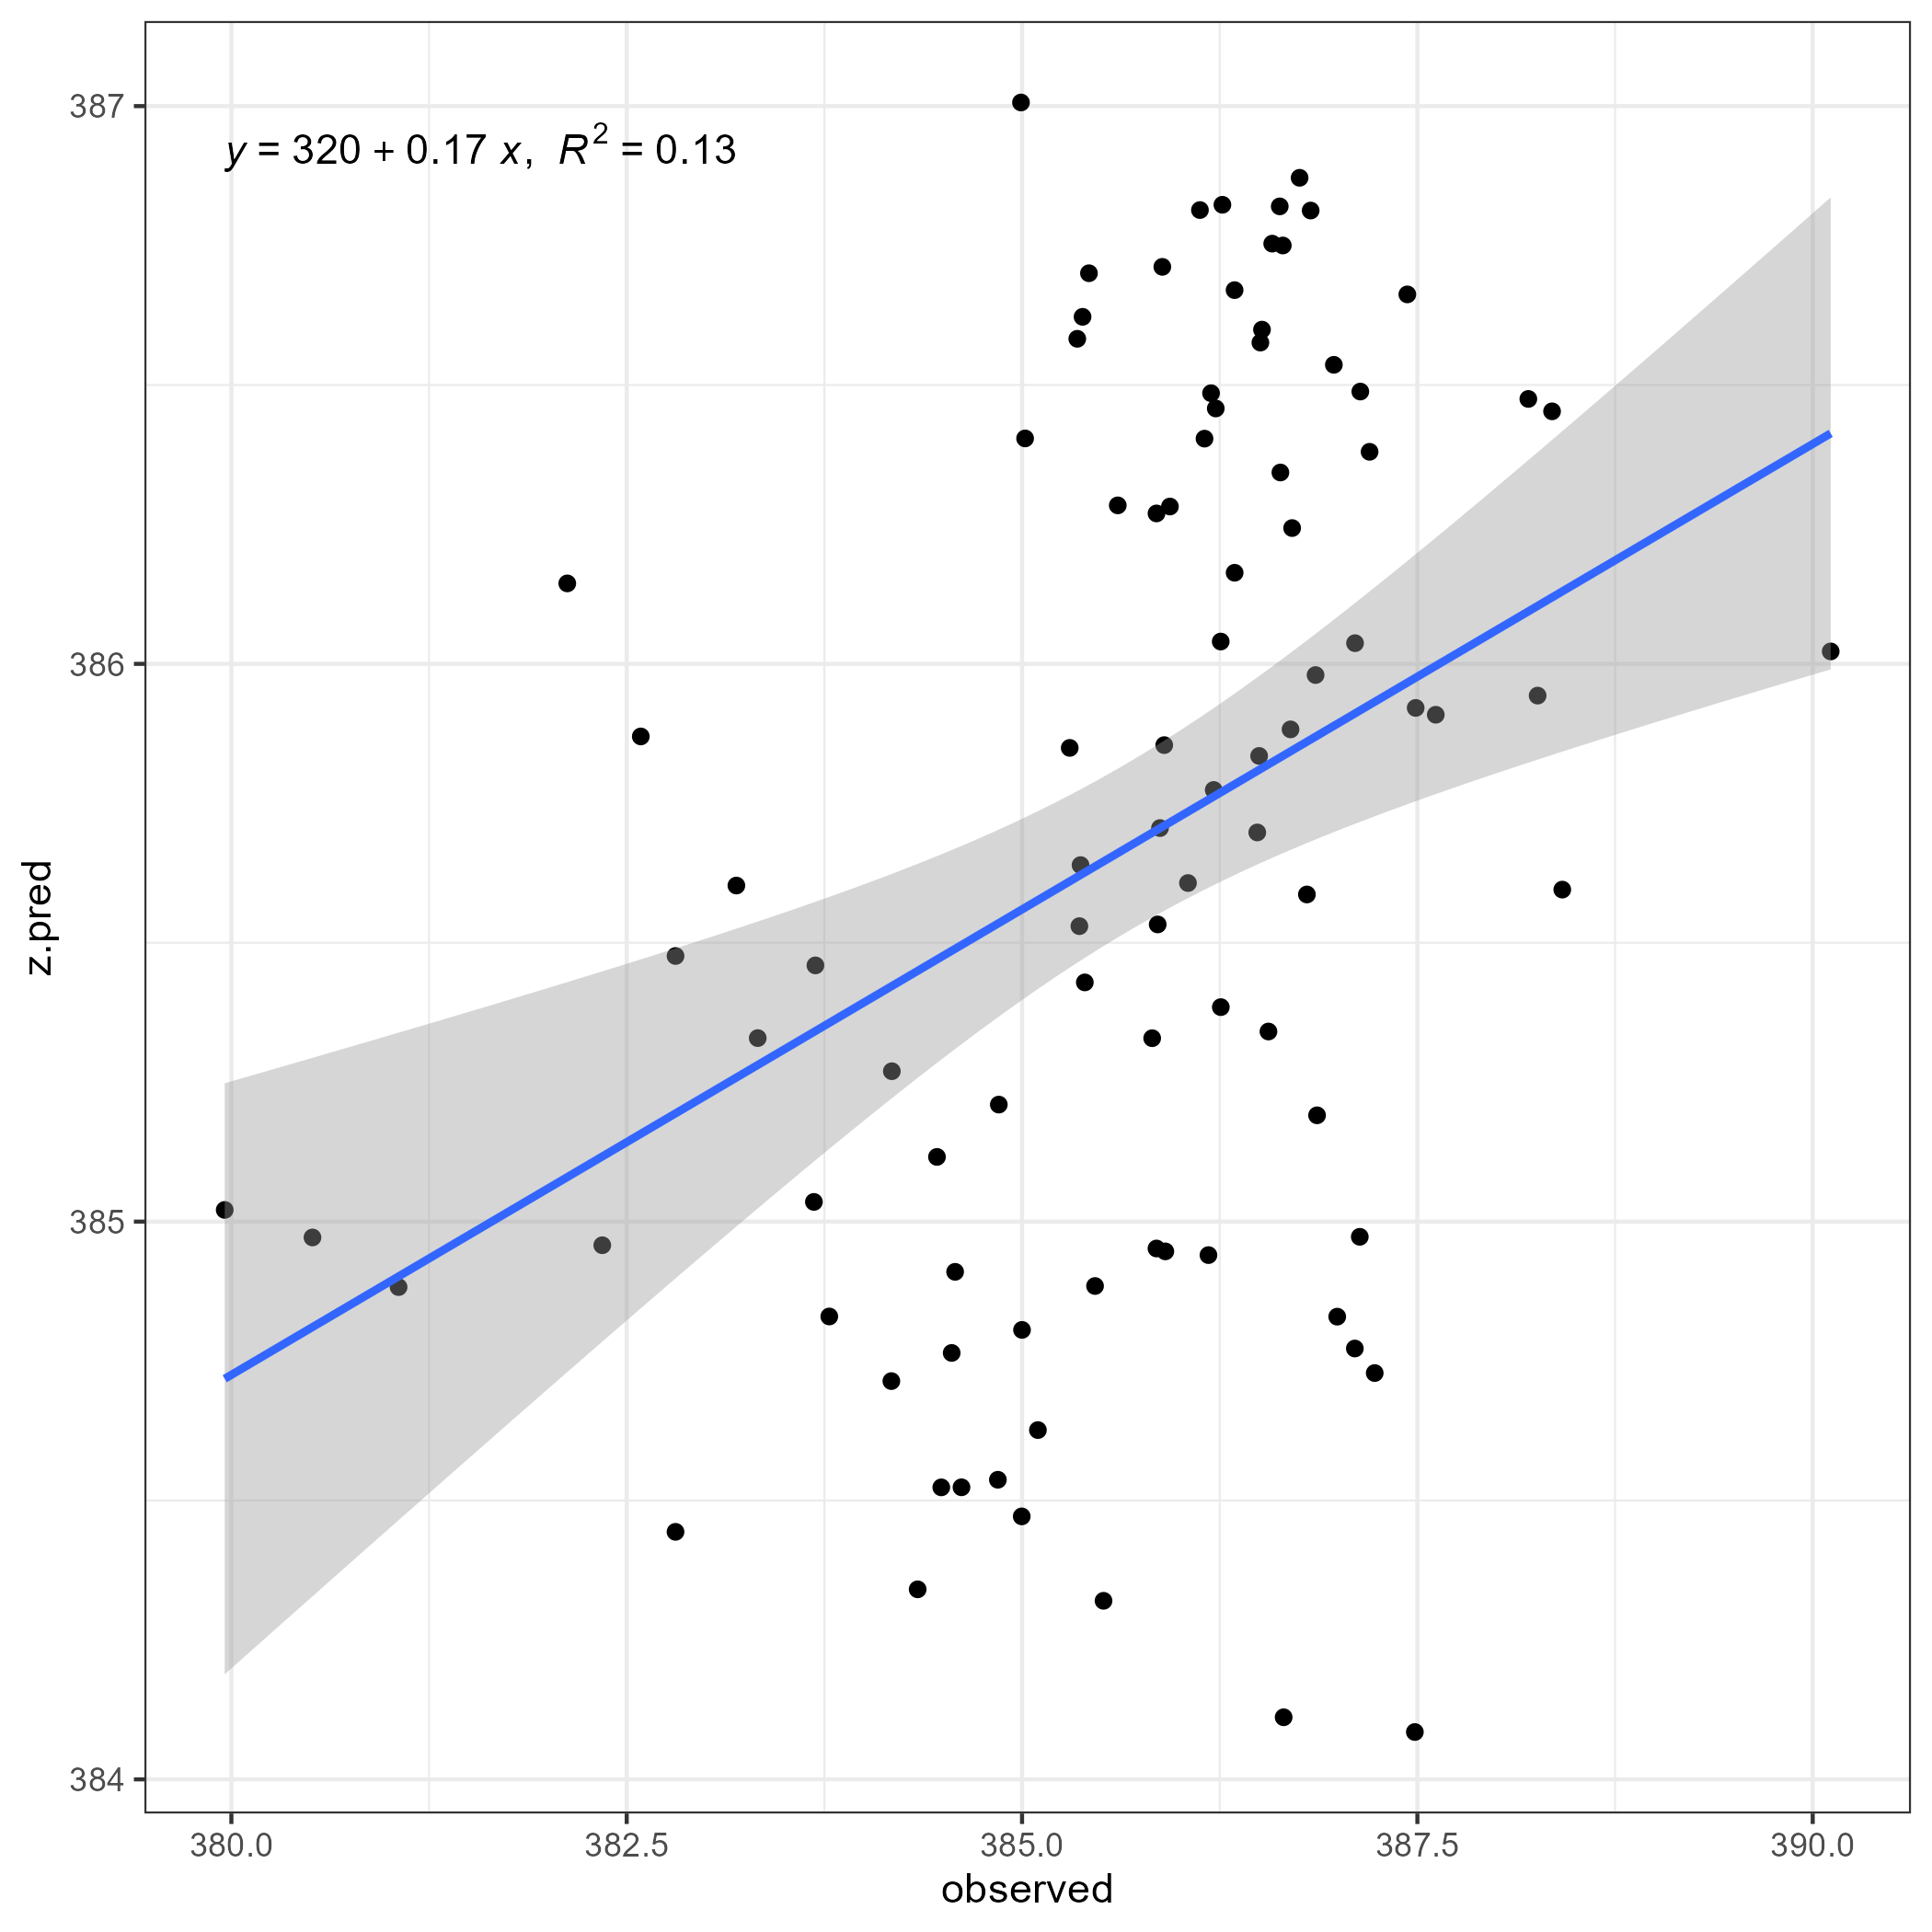 y = 320 + 0.17 x, R² = 0.13
387
386
385
384
z.pred
380.0 382.5 385.0 387.5 390.0
observed